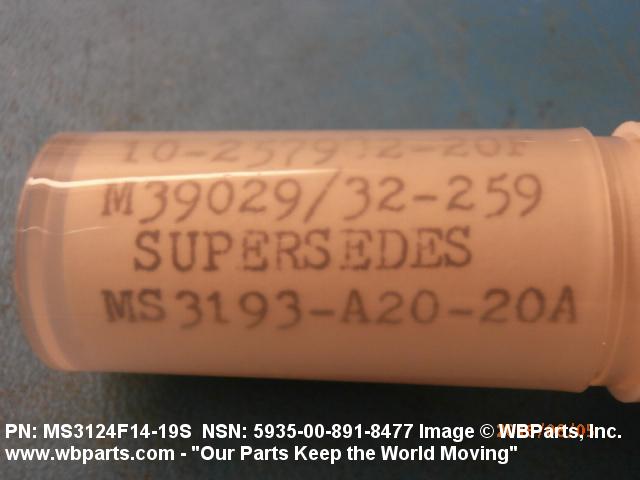 M39029/32-259
SUPERSEDES
MS3193-A20-20A
PN: MS3124F14-19S NSN: 5935-00-891-8477 Image © WBParts, Inc.
www.wbparts.com - "Our Parts Keep the World Moving"